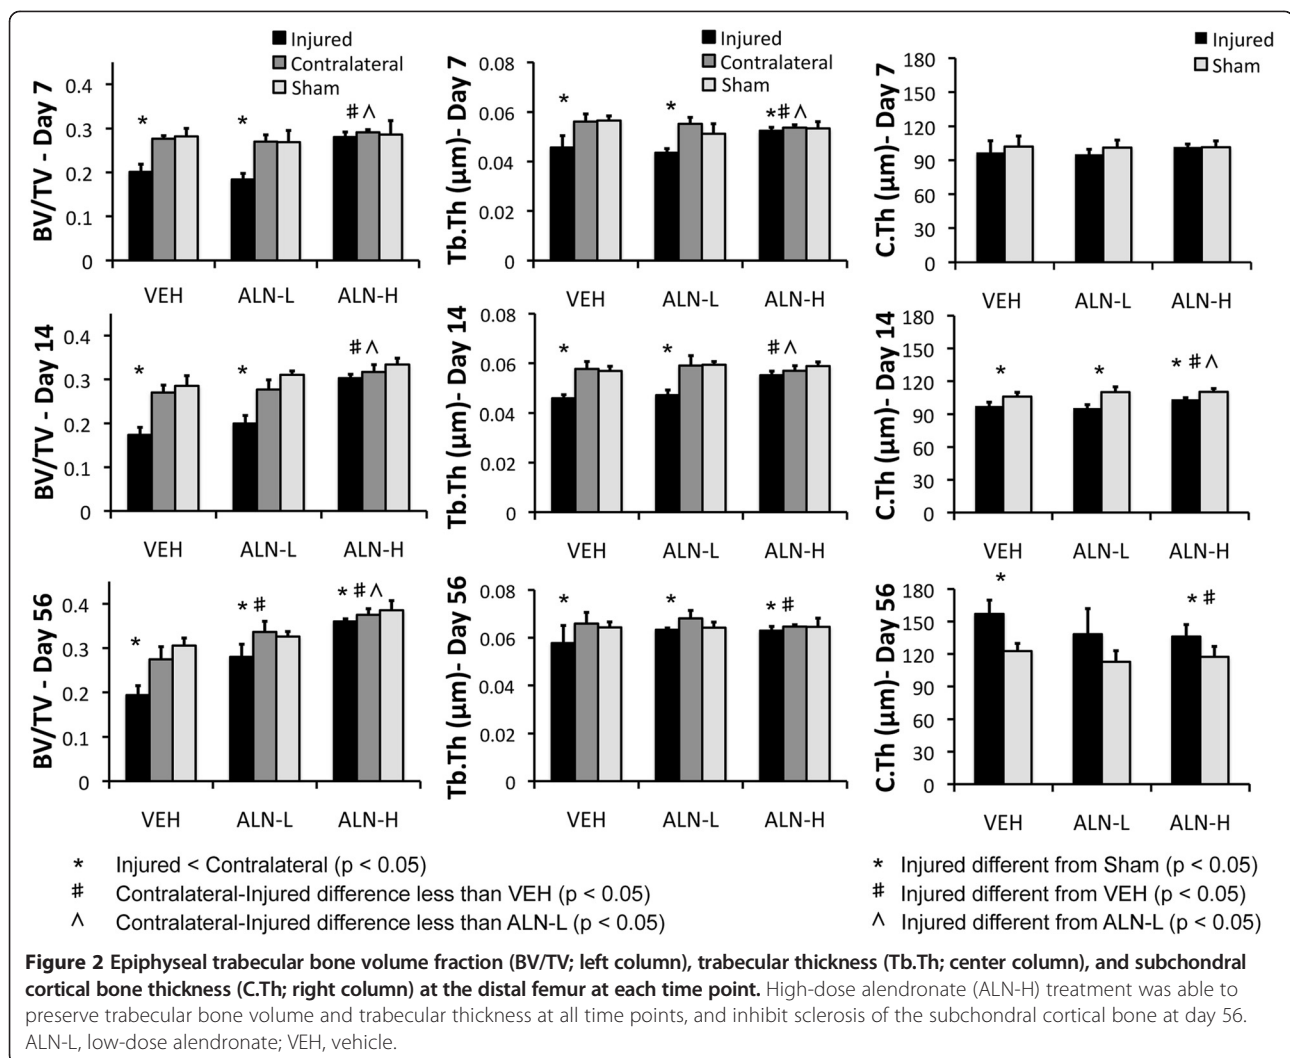 Injured
Contralateral
Sham
BV/TV - Day 7
0.4
0.3
0.2
0.1
0
*
*
# ^
VEH
ALN-L
ALN-H
Injured
Contralateral
Sham
Tb.Th (μm)- Day 7
0.08
0.06
0.04
0.02
0
*
*
*# ^
VEH
ALN-L
ALN-H
Injured
Sham
C.Th (μm)- Day 7
180
150
120
90
60
30
0
VEH
ALN-L
ALN-H
BV/TV - Day 14
0.4
0.3
0.2
0.1
0
*
*
# ^
VEH
ALN-L
ALN-H
Tb.Th (μm)- Day 14
0.08
0.06
0.04
0.02
0
*
*
# ^
VEH
ALN-L
ALN-H
C.Th (μm)- Day 14
180
150
120
90
60
30
0
*
*
* # ^
VEH
ALN-L
ALN-H
BV/TV - Day 56
0.4
0.3
0.2
0.1
0
*
* #
* # ^
VEH
ALN-L
ALN-H
Tb.Th (μm)- Day 56
0.08
0.06
0.04
0.02
0
*
*
* #
VEH
ALN-L
ALN-H
C.Th (μm)- Day 56
180
150
120
90
60
30
0
*
* #
VEH
ALN-L
ALN-H
* Injured < Contralateral (p < 0.05)
# Contralateral-Injured difference less than VEH (p < 0.05)
^ Contralateral-Injured difference less than ALN-L (p < 0.05)
* Injured different from Sham (p < 0.05)
# Injured different from VEH (p < 0.05)
^ Injured different from ALN-L (p < 0.05)
Figure 2 Epiphyseal trabecular bone volume fraction (BV/TV; left column), trabecular thickness (Tb.Th; center column), and subchondral
cortical bone thickness (C.Th; right column) at the distal femur at each time point. High-dose alendronate (ALN-H) treatment was able to
preserve trabecular bone volume and trabecular thickness at all time points, and inhibit sclerosis of the subchondral cortical bone at day 56.
ALN-L, low-dose alendronate; VEH, vehicle.